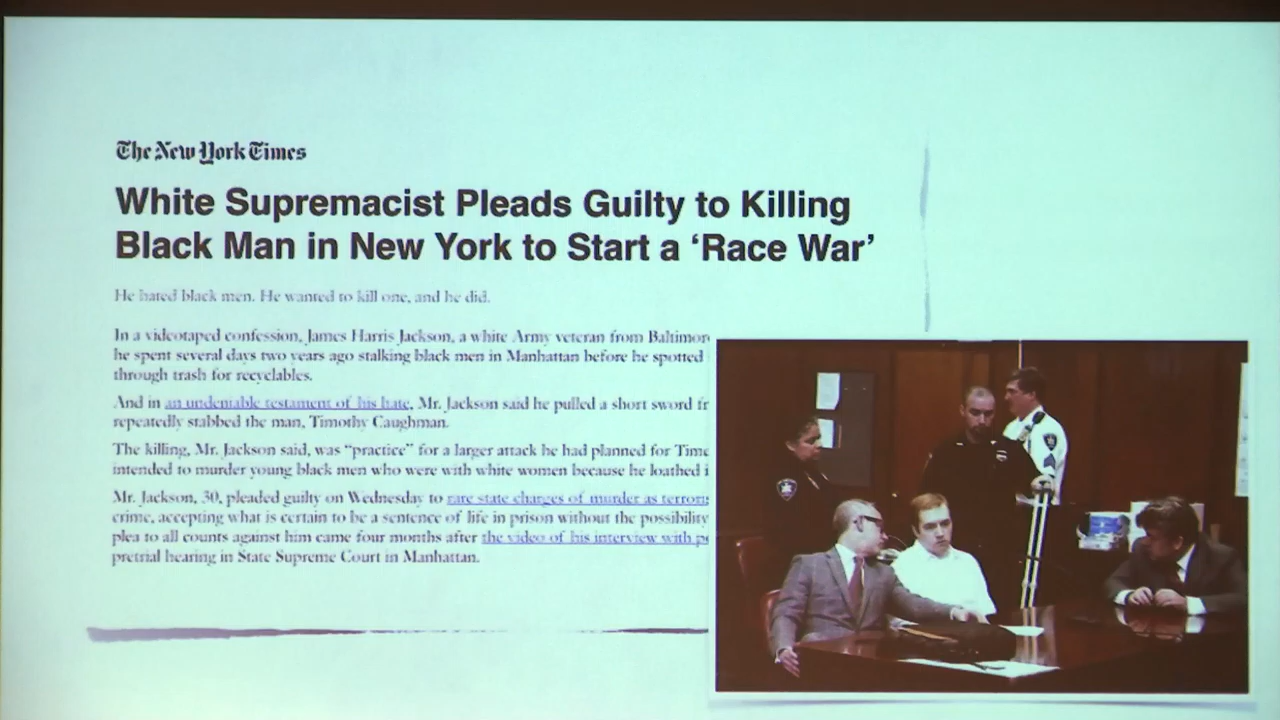 The New York Times
White Supremacist Pleads Guilty to Killing
Black Man in New York to Start a ‘Race War’
He hated black men. He wanted to kill one, and he did.
In a videotaped confession, James Harris Jackson, a white Army veteran from Baltimore
he spent several days two years ago stalking black men in Manhattan before he spotted
through trash for recyclables.
And in an undeniable testament of his hate, Mr. Jackson said he pulled a short sword
repeatedly stabbed the man, Timothy Caughman.
The killing, Mr. Jackson said, was “practice” for a larger attack he had planned for
intended to murder young black men who were with white women because he loathed
Mr. Jackson, 30, pleaded guilty on Wednesday to rare state charges of murder as
crime, accepting what is certain to be a sentence of life in prison without the possibility
plea to all counts against him came four months after the video of his interview with
pretrial hearing in State Supreme Court in Manhattan.